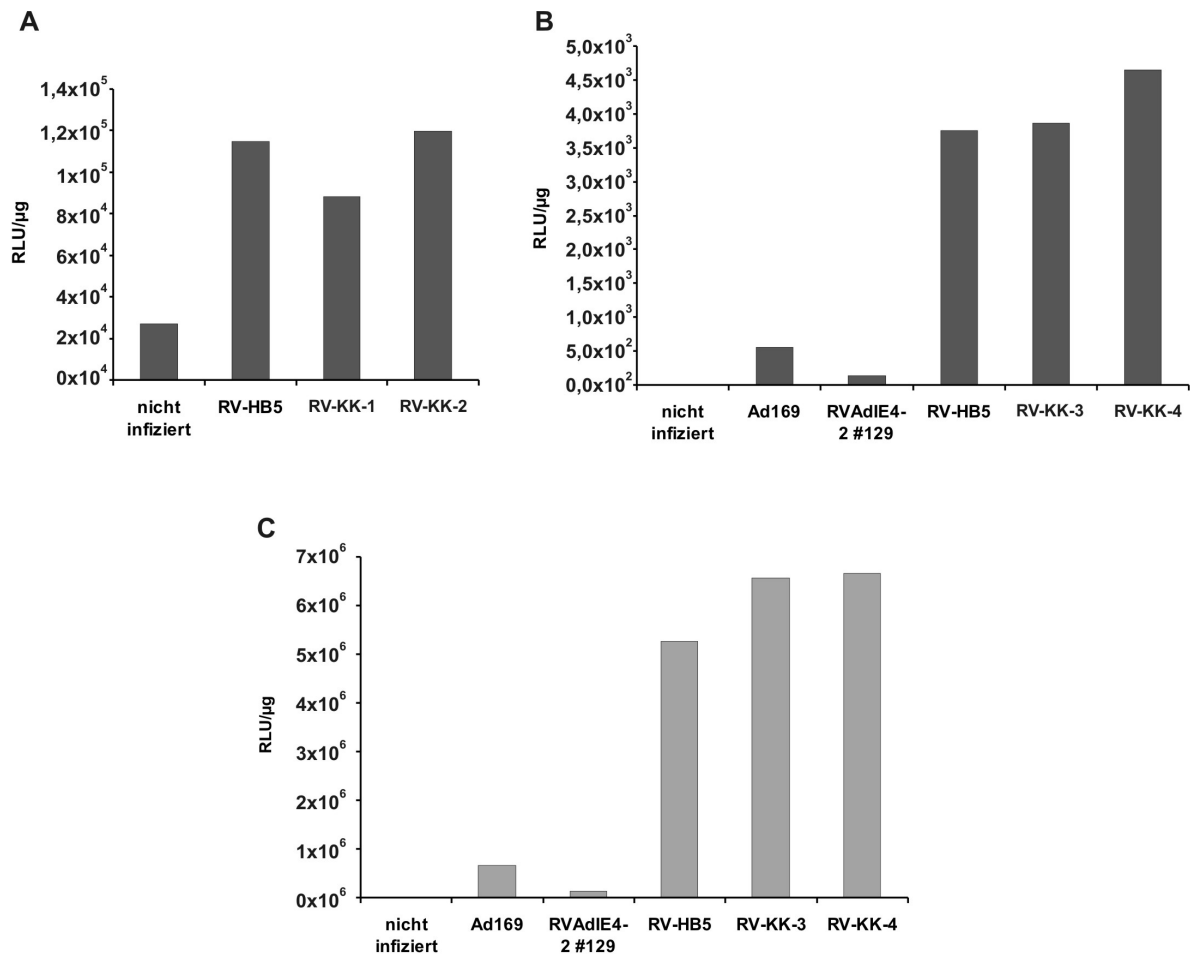 A
1,4x10⁵
1,2x10⁵
1x10⁵
8x10⁴
6x10⁴
4x10⁴
2x10⁴
0x10⁴
RLU/µg
nicht
infiziert
RV-HB5
RV-KK-1
RV-KK-2
B
5,0x10³
4,5x10³
4,0x10³
3,5x10³
3,0x10³
2,5x10³
2,0x10³
1,5x10³
1,0x10³
5,0x10²
0,0x10²
RLU/µg
nicht
infiziert
Ad169
RVAdIE4-
2 #129
RV-HB5
RV-KK-3
RV-KK-4
C
7x10⁶
6x10⁶
5x10⁶
4x10⁶
3x10⁶
2x10⁶
1x10⁶
0x10⁶
RLU/µg
nicht
infiziert
Ad169
RVAdIE4-
2 #129
RV-HB5
RV-KK-3
RV-KK-4